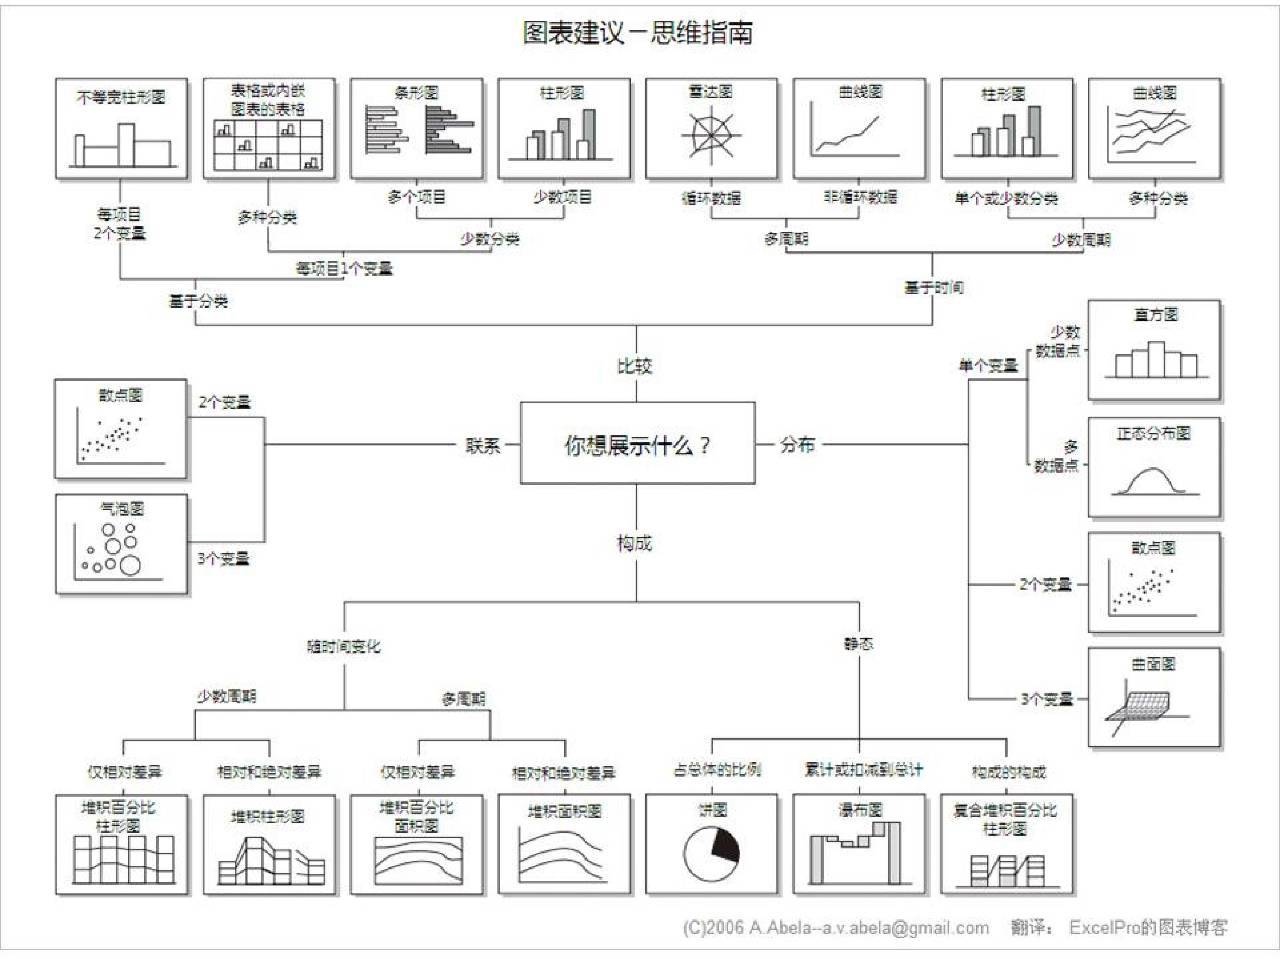 图表建议－思维指南
不等宽柱形图
表格或内嵌
图表的表格
条形图
柱形图
雷达图
曲线图
柱形图
曲线图
每项目
2个变量
多种分类
多个项目
少数项目
循环数据
非循环数据
单个或少数分类
多种分类
少数分类
多周期
少数周期
每项目1个变量
基于分类
基于时间
比较
你想展示什么？
联系
分布
构成
散点图
2个变量
气泡图
3个变量
单个变量
少数
数据点
直方图
多
数据点
正态分布图
2个变量
散点图
3个变量
曲面图
随时间变化
静态
少数周期
多周期
仅相对差异
相对和绝对差异
仅相对差异
相对和绝对差异
占总体的比例
累计或扣减到总计
构成的构成
堆积百分比
柱形图
堆积柱形图
堆积百分比
面积图
堆积面积图
饼图
瀑布图
复合堆积百分比
柱形图
(C)2006 A.Abela--a.v.abela@gmail.com 翻译： ExcelPro的图表博客